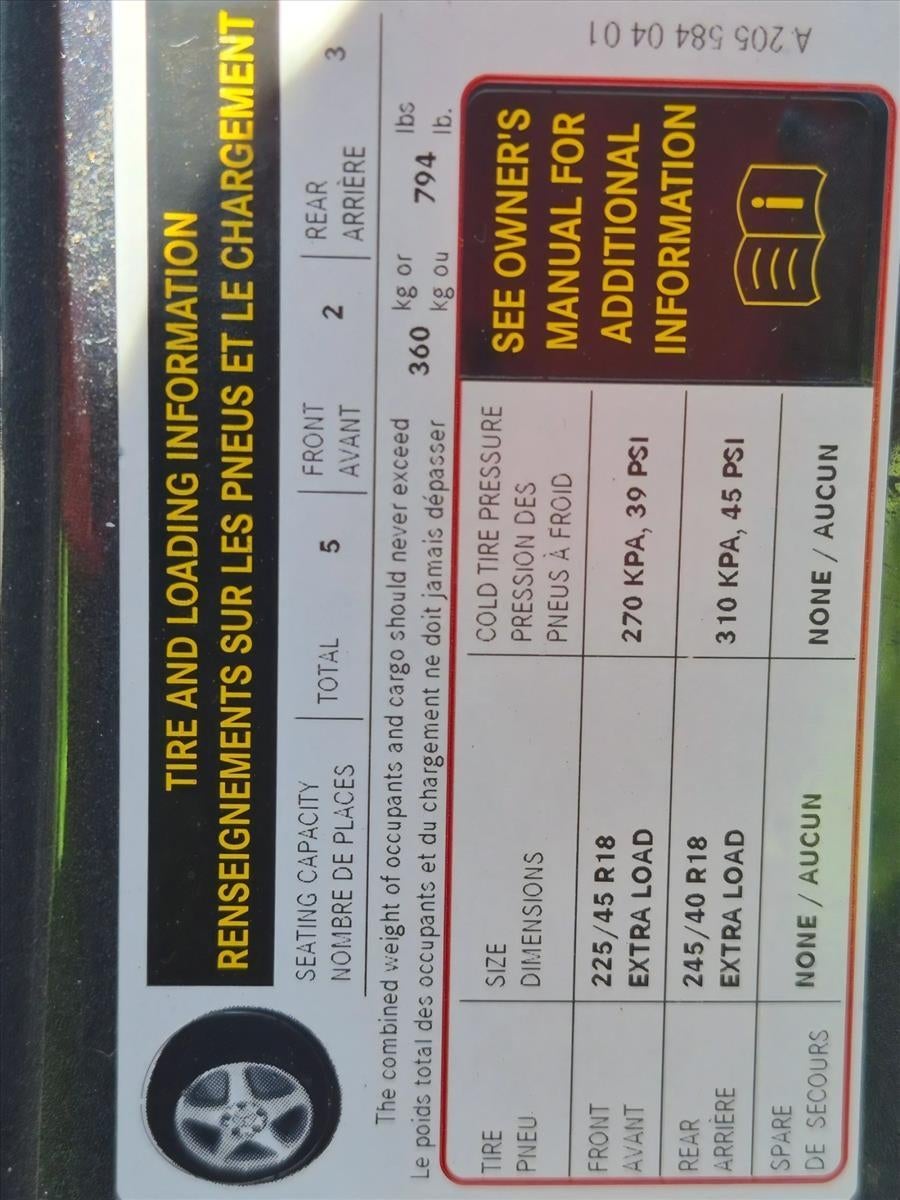 TIRE AND LOADING INFORMATION
RENSEIGNEMENTS SUR LES PNEUS ET LE CHARGEMENT
SEATING CAPACITY | TOTAL 5 | FRONT 2 | REAR 3
NOMBRE DE PLACES | AVANT | ARRIÈRE
The combined weight of occupants and cargo should never exceed 360 kg or 794 lbs
Le poids total des occupants et du chargement ne doit jamais dépasser kg ou lb.
TIRE SIZE COLD TIRE PRESSURE
PNEU DIMENSIONS PRESSION DES
PNEUS À FROID
FRONT 225/45 R18 270 KPA, 39 PSI
AVANT EXTRA LOAD
REAR 245/40 R18 310 KPA, 45 PSI
ARRIÈRE EXTRA LOAD
SPARE NONE / AUCUN NONE / AUCUN
DE SECOURS
SEE OWNER'S
MANUAL FOR
ADDITIONAL
INFORMATION
i
A 205 584 04 01